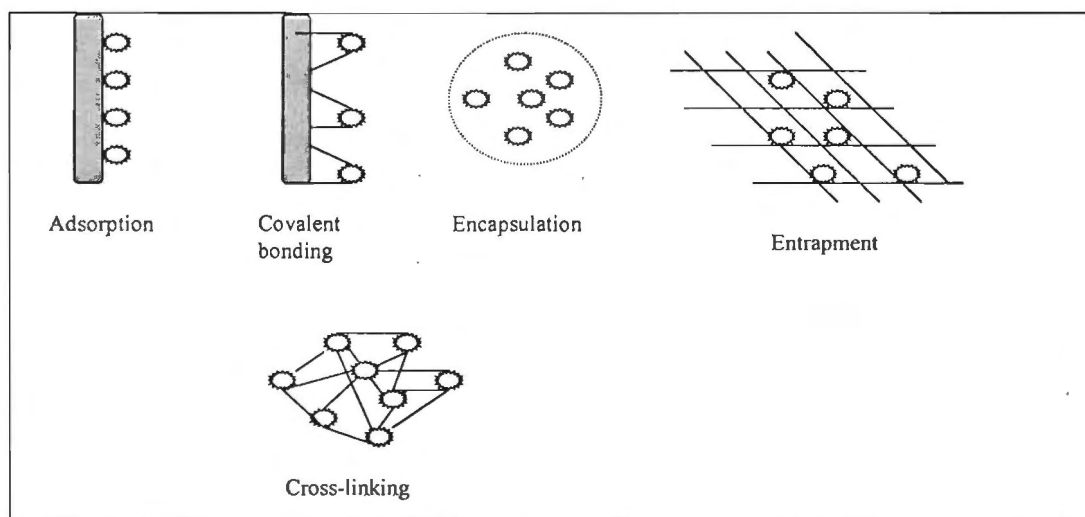 Adsorption
Covalent
bonding
Encapsulation
Entrapment
Cross-linking